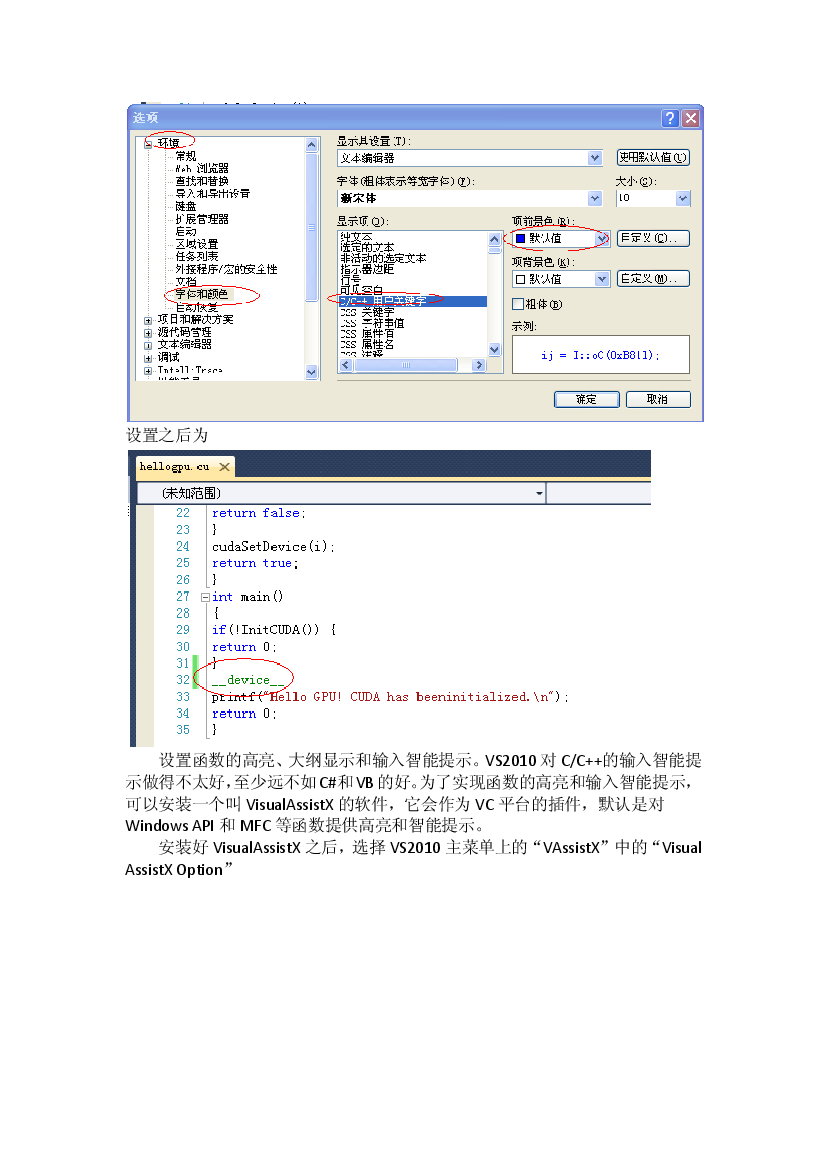 选项
环境
常规
Web 浏览器
查找和替换
导入和导出设置
键盘
扩展管理器
启动
区域设置
任务列表
外接程序/宏的安全性
文档
字体和颜色
自动恢复
项目和解决方案
源代码管理
文本编辑器
调试
IntelliTrace
显示其设置(T):
文本编辑器
使用默认值(U)
字体(粗体表示等宽字体)(F):
大小(S):
新宋体
10
显示项(D):
项前景色(R):
纯文本
选定的文本
非活动的选定文本
指示器边距
行号
可见空白
C/C++ 用户关键字
CSS 关键字
CSS 字符串值
CSS 属性值
CSS 属性名
CSS 注释
默认值
自定义(C)...
项背景色(K):
默认值
自定义(M)...
粗体(B)
示例:
ij = I::oO(0xB81l);
确定
取消
设置之后为
hellogpu.cu
(未知范围)
22 return false;
23 }
24 cudaSetDevice(i);
25 return true;
26 }
27 int main()
28 {
29 if(!InitCUDA()) {
30 return 0;
31 }
32 __device__
33 printf("Hello GPU! CUDA has beeninitialized.\n");
34 return 0;
35 }
设置函数的高亮、大纲显示和输入智能提示。VS2010 对 C/C++的输入智能提
示做得不太好，至少远不如 C#和 VB 的好。为了实现函数的高亮和输入智能提示，
可以安装一个叫 VisualAssistX 的软件，它会作为 VC 平台的插件，默认是对
Windows API 和 MFC 等函数提供高亮和智能提示。
安装好 VisualAssistX 之后，选择 VS2010 主菜单上的“VAssistX”中的“Visual
AssistX Option”